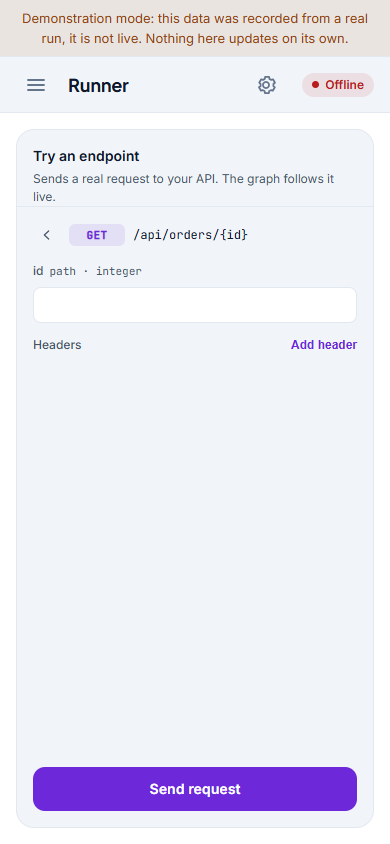 Demonstration mode: this data was recorded from a real
run, it is not live. Nothing here updates on its own.
Runner
Offline
Try an endpoint
Sends a real request to your API. The graph follows it
live.
GET /api/orders/{id}
id path · integer
Headers Add header
Send request